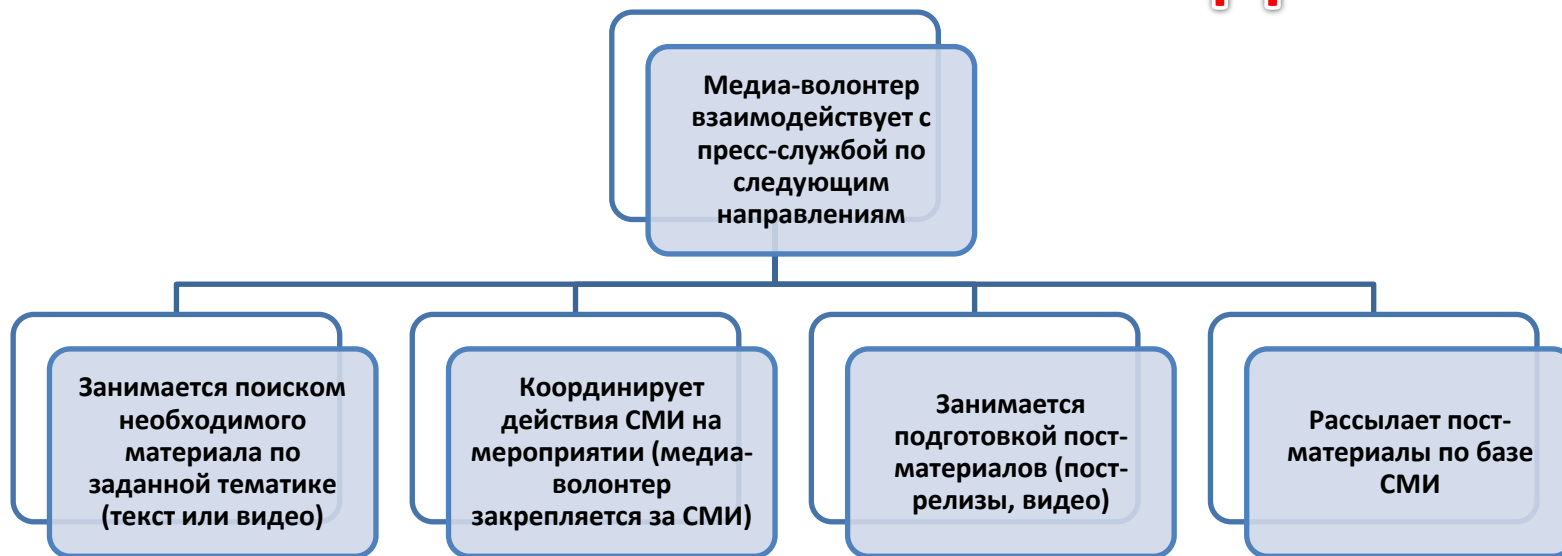 Медиа-волонтер
взаимодействует с
пресс-службой по
следующим
направлениям
Занимается поиском
необходимого
материала по
заданной тематике
(текст или видео)
Координирует
действия СМИ на
мероприятии (медиа-
волонтер
закрепляется за СМИ)
Занимается
подготовкой пост-
материалов (пост-
релизы, видео)
Рассылает пост-
материалы по базе
СМИ